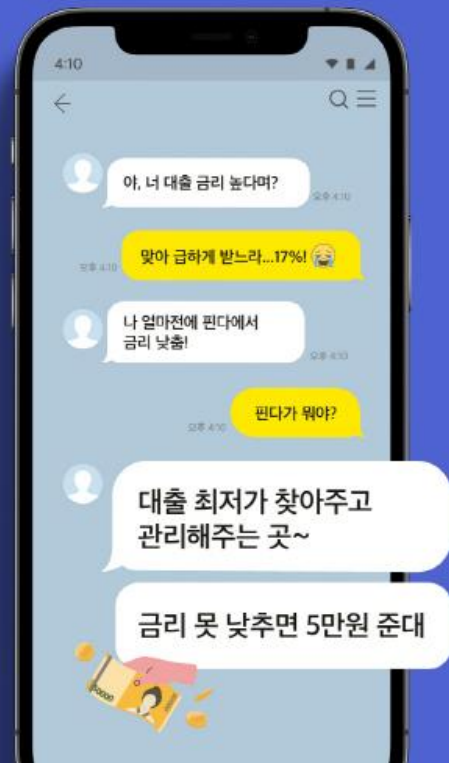 4:10
야, 너 대출 금리 높다며?
오후 4:10
맞아 급하게 받느라...17%!
오후 4:10
나 얼마전에 핀다에서
금리 낮춤!
오후 4:10
핀다가 뭐야?
오후 4:10
대출 최저가 찾아주고
관리해주는 곳~
금리 못 낮추면 5만원 준대
50000